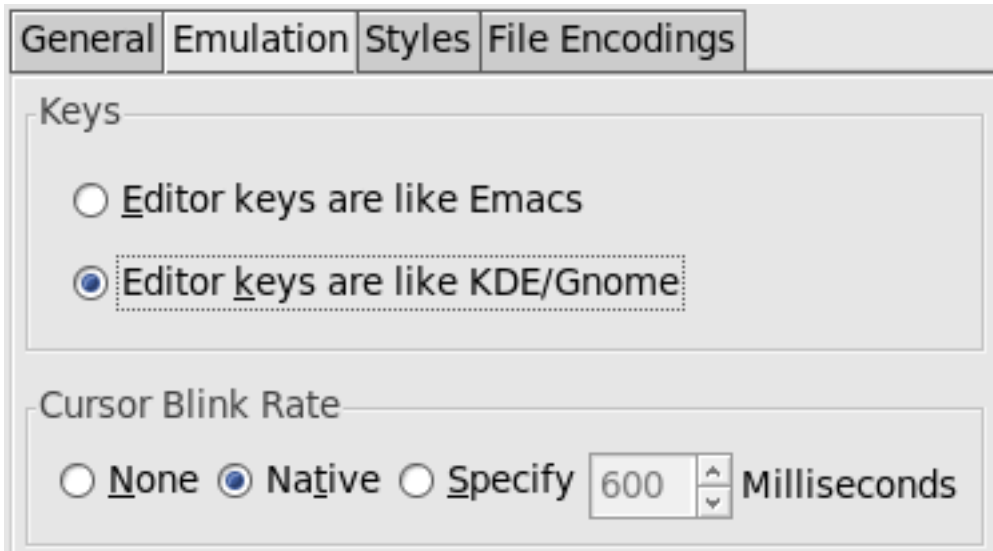 General Emulation Styles File Encodings
Keys
Editor keys are like Emacs
Editor keys are like KDE/Gnome
Cursor Blink Rate
None Native Specify 600 Milliseconds